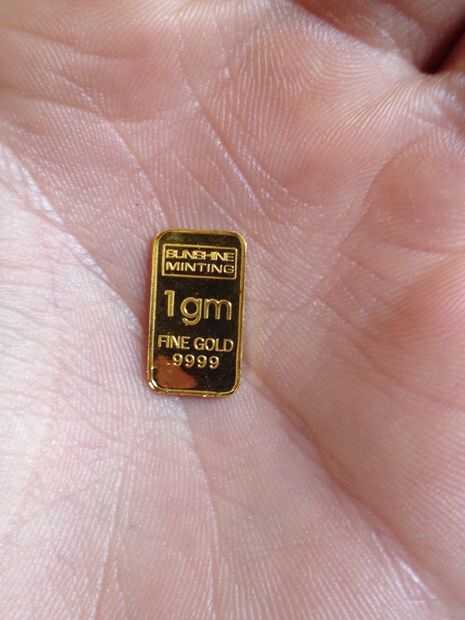 SUNSHINE
MINTING
1gm
FINE GOLD
.9999